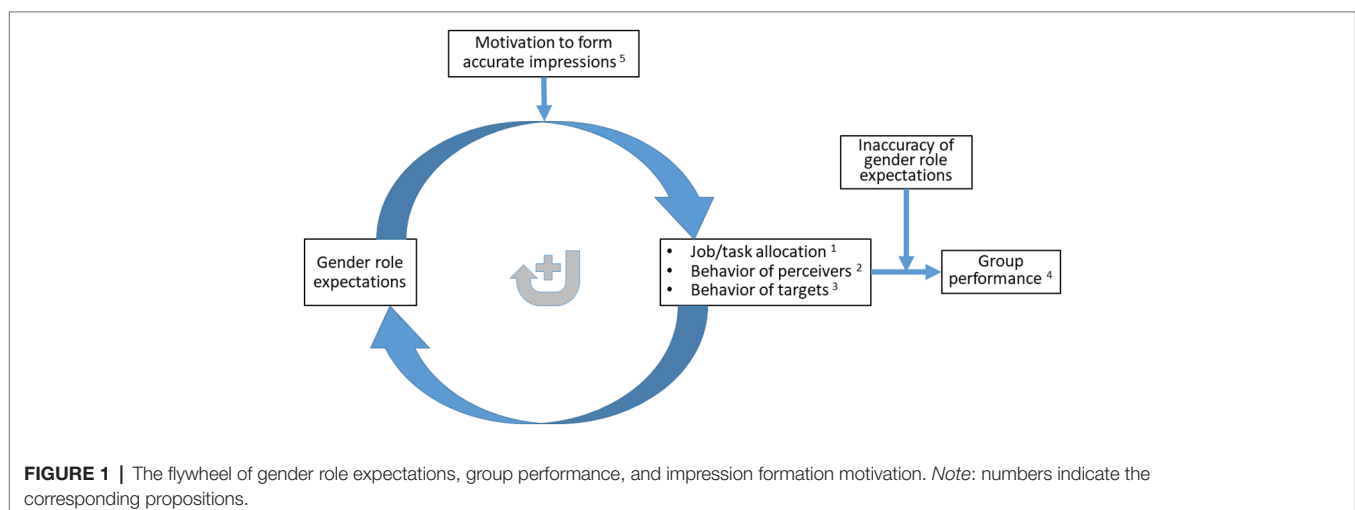 Motivation to form
accurate impressions 5
Inaccuracy of
gender role
expectations
Gender role
expectations
• Job/task allocation 1
• Behavior of perceivers 2
• Behavior of targets 3
Group
performance 4
+
FIGURE 1 | The flywheel of gender role expectations, group performance, and impression formation motivation. Note: numbers indicate the
corresponding propositions.